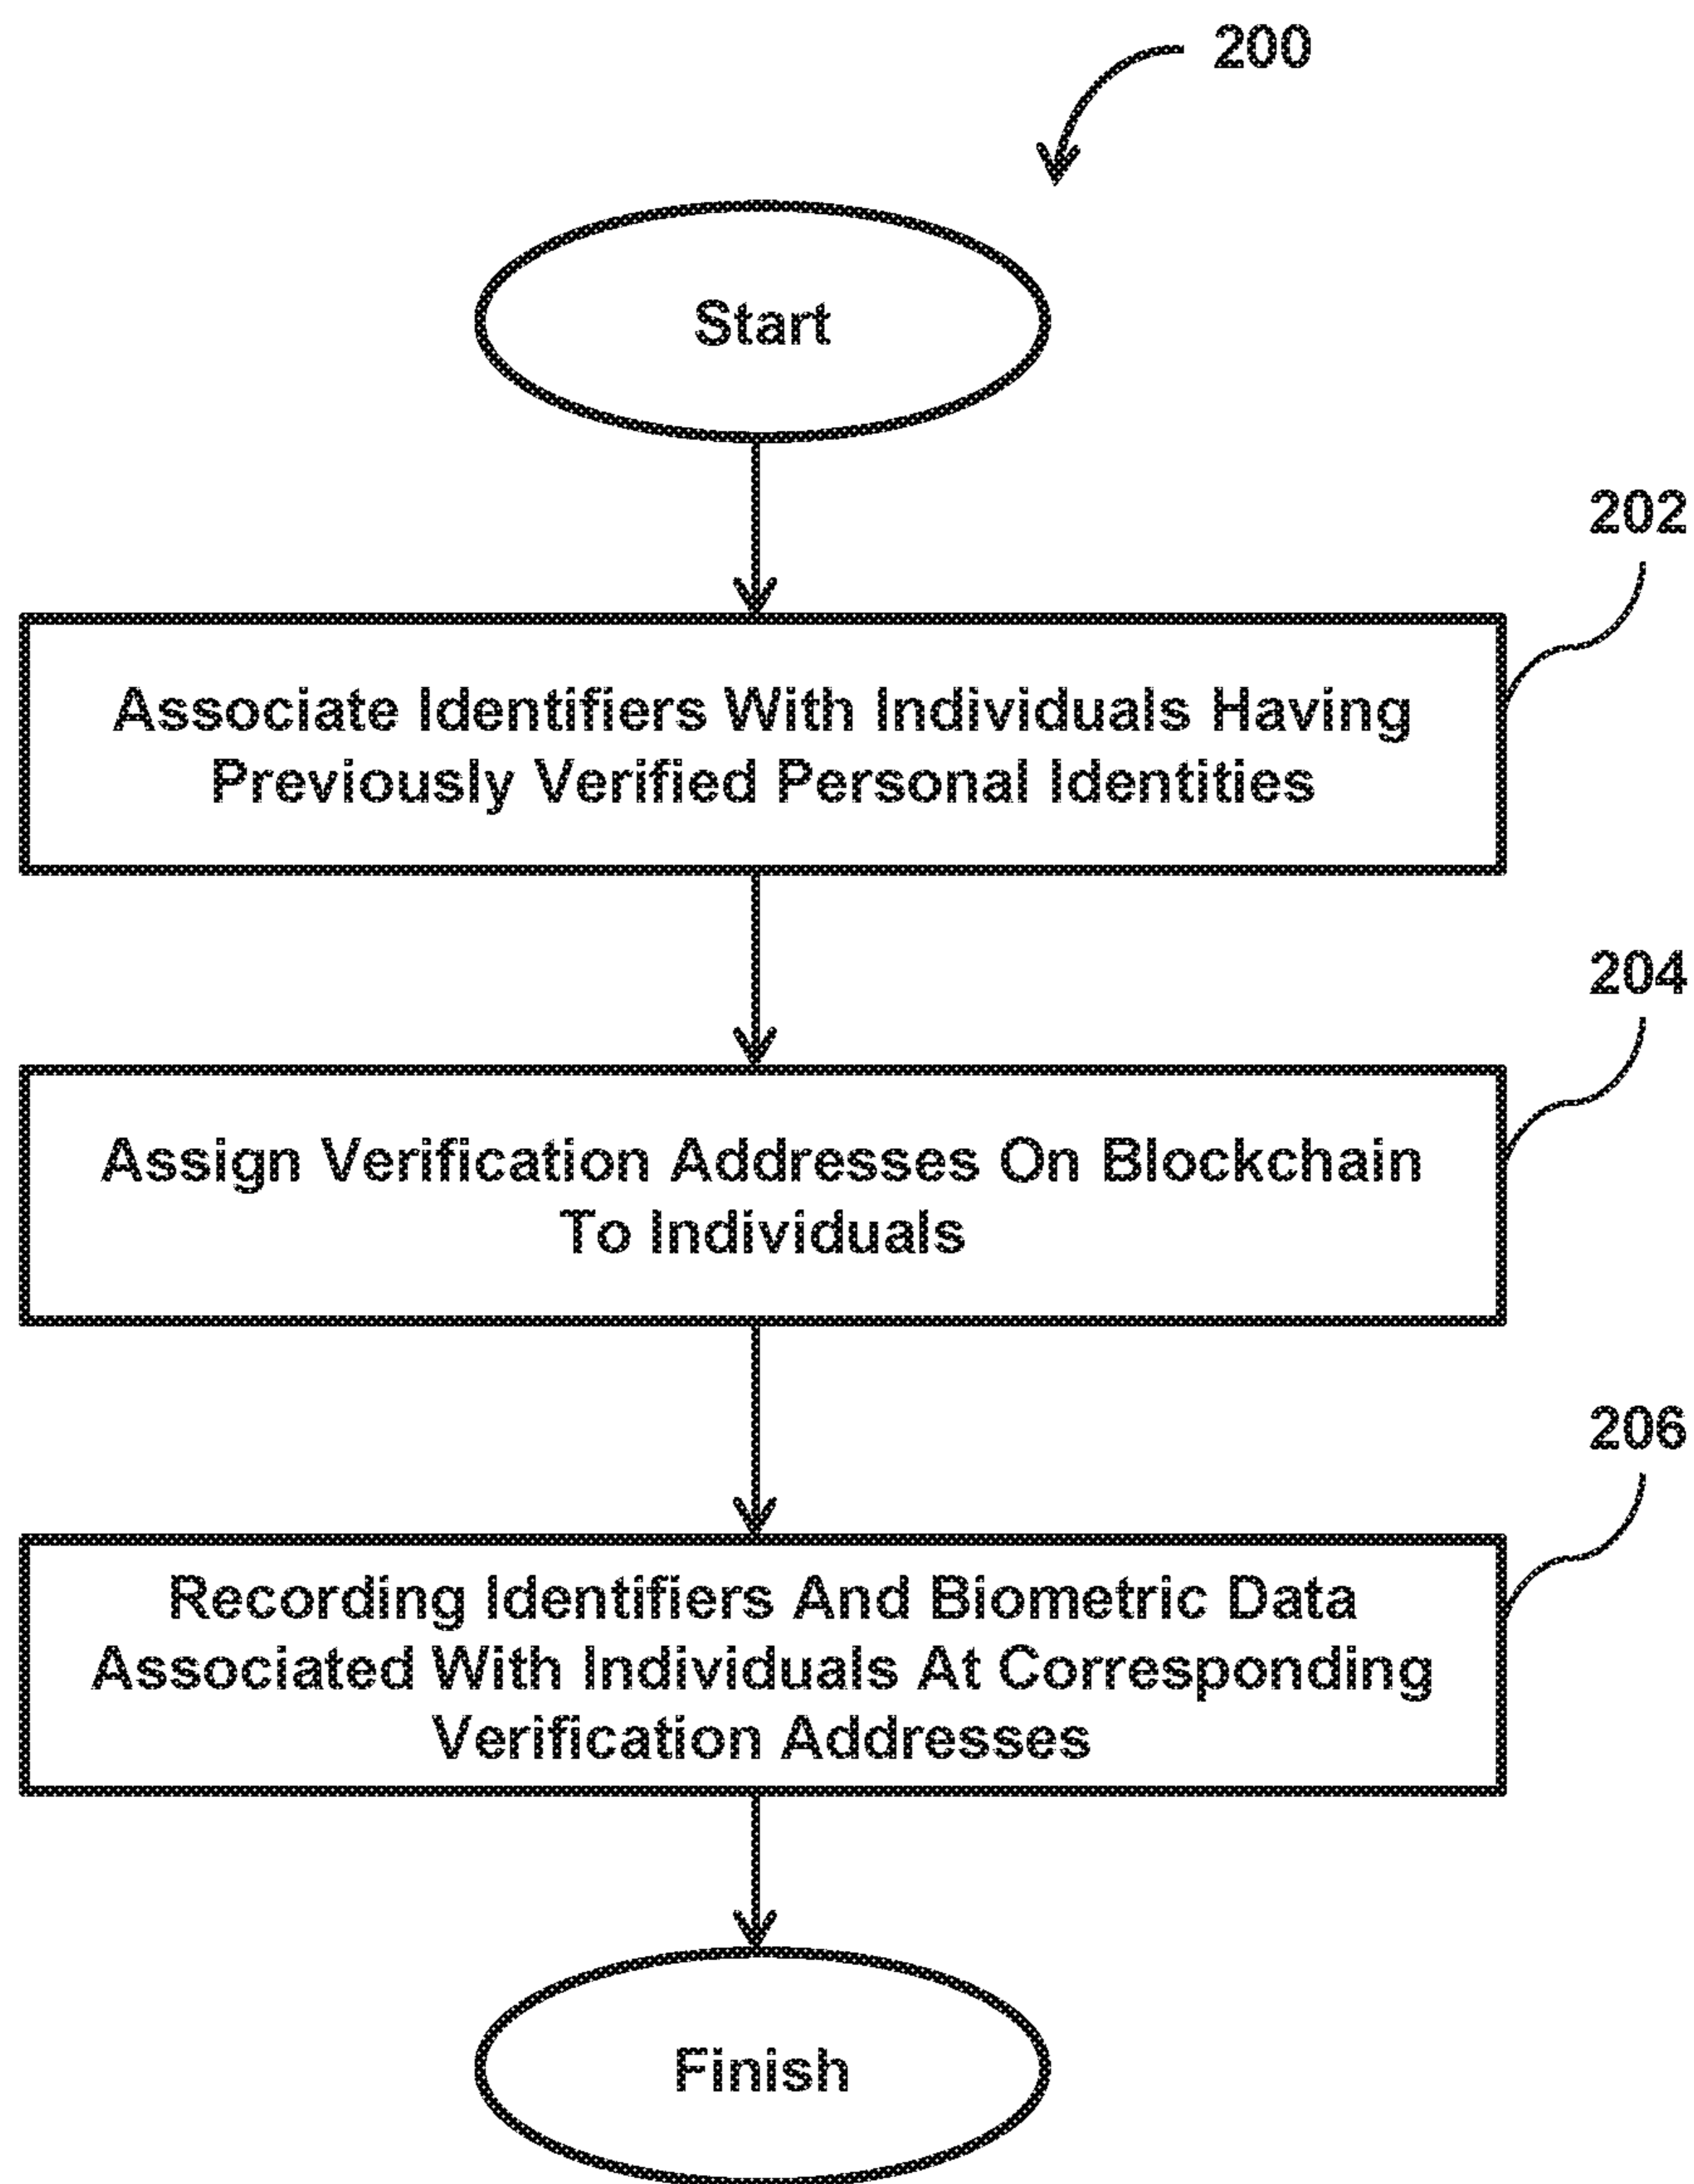 200
Start
202
Associate Identifiers With Individuals Having
Previously Verified Personal Identities
204
Assign Verification Addresses On Blockchain
To Individuals
206
Recording Identifiers And Biometric Data
Associated With Individuals At Corresponding
Verification Addresses
Finish